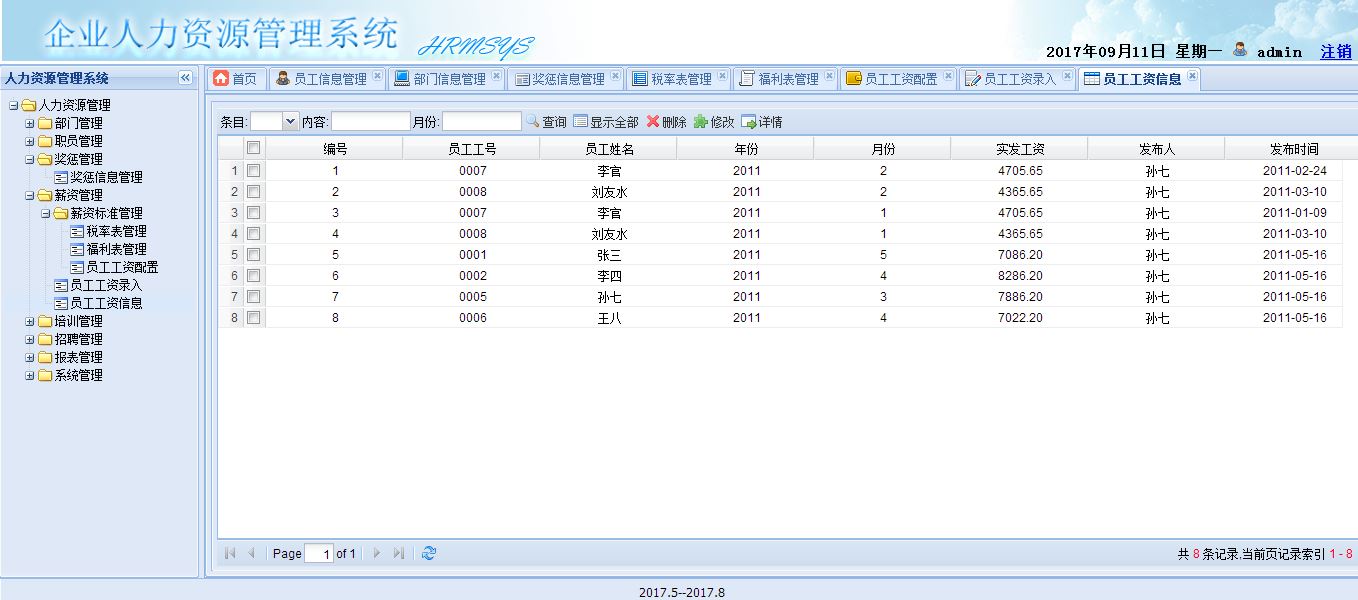 企业人力资源管理系统 HRMSYS
2017年09月11日 星期一 admin 注销
人力资源管理系统
首页 员工信息管理 部门信息管理 奖惩信息管理 税率表管理 福利表管理 员工工资配置 员工工资录入 员工工资信息
人力资源管理
部门管理
职员管理
奖惩管理
奖惩信息管理
薪资管理
薪资标准管理
税率表管理
福利表管理
员工工资配置
员工工资录入
员工工资信息
培训管理
招聘管理
报表管理
系统管理
条目: 内容: 月份: 查询 显示全部 删除 修改 详情
编号 员工工号 员工姓名 年份 月份 实发工资 发布人 发布时间
1 1 0007 李官 2011 2 4705.65 孙七 2011-02-24
2 2 0008 刘友水 2011 2 4365.65 孙七 2011-03-10
3 3 0007 李官 2011 1 4705.65 孙七 2011-01-09
4 4 0008 刘友水 2011 1 4365.65 孙七 2011-03-10
5 5 0001 张三 2011 5 7086.20 孙七 2011-05-16
6 6 0002 李四 2011 4 8286.20 孙七 2011-05-16
7 7 0005 孙七 2011 3 7886.20 孙七 2011-05-16
8 8 0006 王八 2011 4 7022.20 孙七 2011-05-16
Page 1 of 1
共 8 条记录,当前页记录索引 1 - 8
2017.5--2017.8